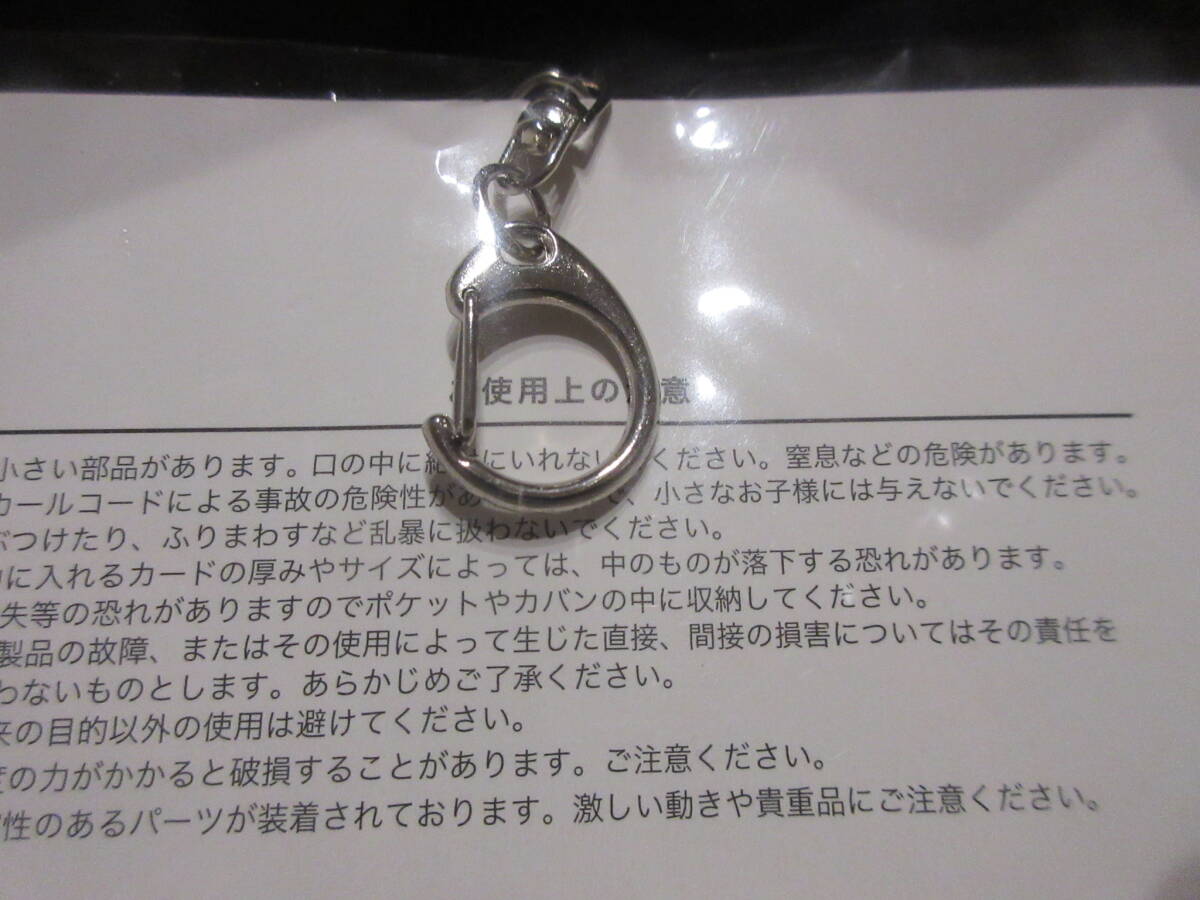 使用上の 意
小さい部品があります。口の中に にいれない ください。窒息などの危険があります。
カールコードによる事故の危険性があ で、小さなお子様には与えないでください。
ぶつけたり、ふりまわすなど乱暴に扱わないでください。
に入れるカードの厚みやサイズによっては、中のものが落下する恐れがあります。
失等の恐れがありますのでポケットやカバンの中に収納してください。
製品の故障、またはその使用によって生じた直接、間接の損害についてはその責任を
わないものとします。あらかじめご了承ください。
来の目的以外の使用は避けてください。
度の力がかかると破損することがあります。ご注意ください。
性のあるパーツが装着されております。激しい動きや貴重品にご注意ください。